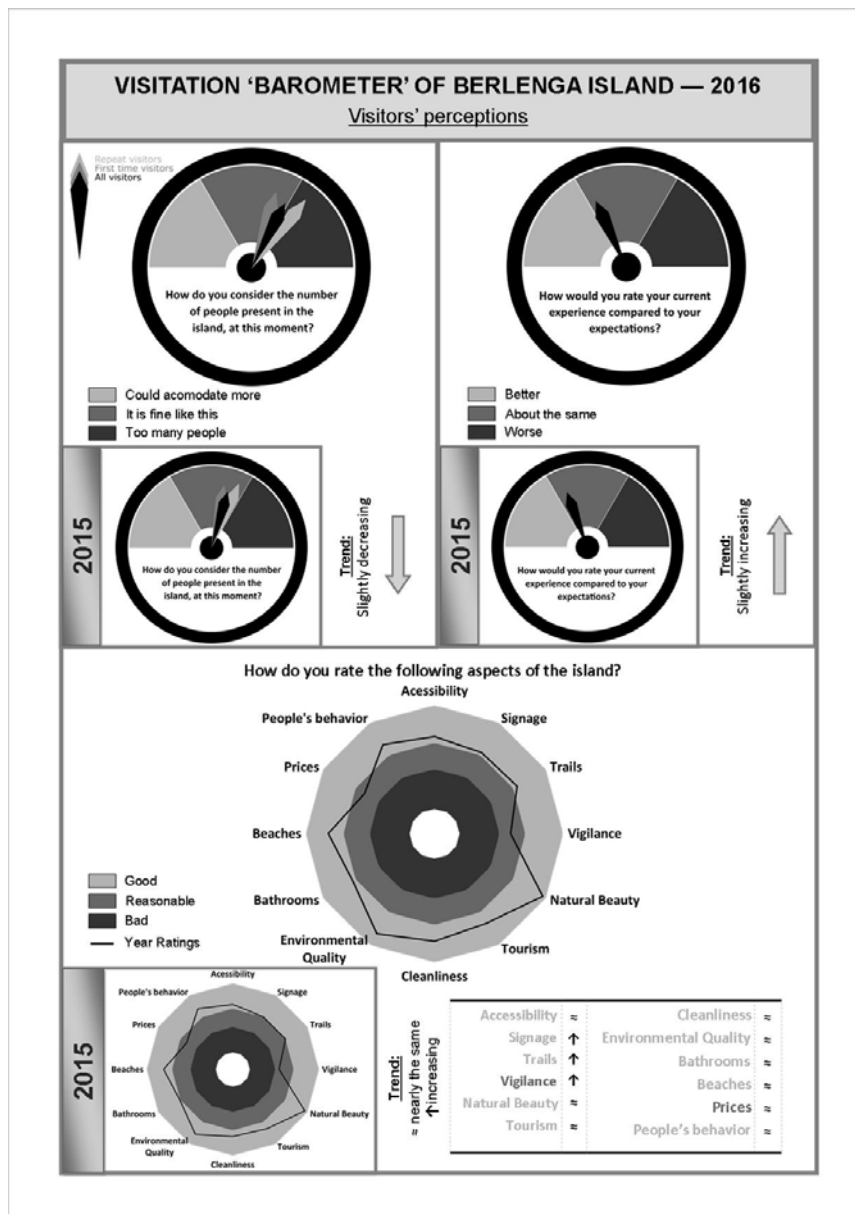 VISITATION ‘BAROMETER’ OF BERLENGA ISLAND — 2016
Visitors’ perceptions
Repeat visitors
First time visitors
All visitors
How do you consider the number
of people present in the
island, at this moment?
Could acomodate more
It is fine like this
Too many people
How would you rate your current
experience compared to your
expectations?
Better
About the same
Worse
2015
How do you consider the number
of people present in the
island, at this moment?
Trend:
Slightly decreasing
2015
How would you rate your current
experience compared to your
expectations?
Trend:
Slightly increasing
How do you rate the following aspects of the island?
Acessibility
Signage
Trails
Vigilance
Natural Beauty
Tourism
Cleanliness
Environmental
Quality
Bathrooms
Beaches
Prices
People's behavior
Good
Reasonable
Bad
Year Ratings
2015
Acessibility
Signage
Trails
Vigilance
Natural Beauty
Tourism
Cleanliness
Environmental
Quality
Bathrooms
Beaches
Prices
People's behavior
Trend:
≈ nearly the same
↑increasing
Accessibility ≈
Signage ↑
Trails ↑
Vigilance ↑
Natural Beauty ≈
Tourism ≈
Cleanliness ≈
Environmental Quality ≈
Bathrooms ≈
Beaches ≈
Prices ≈
People’s behavior ≈